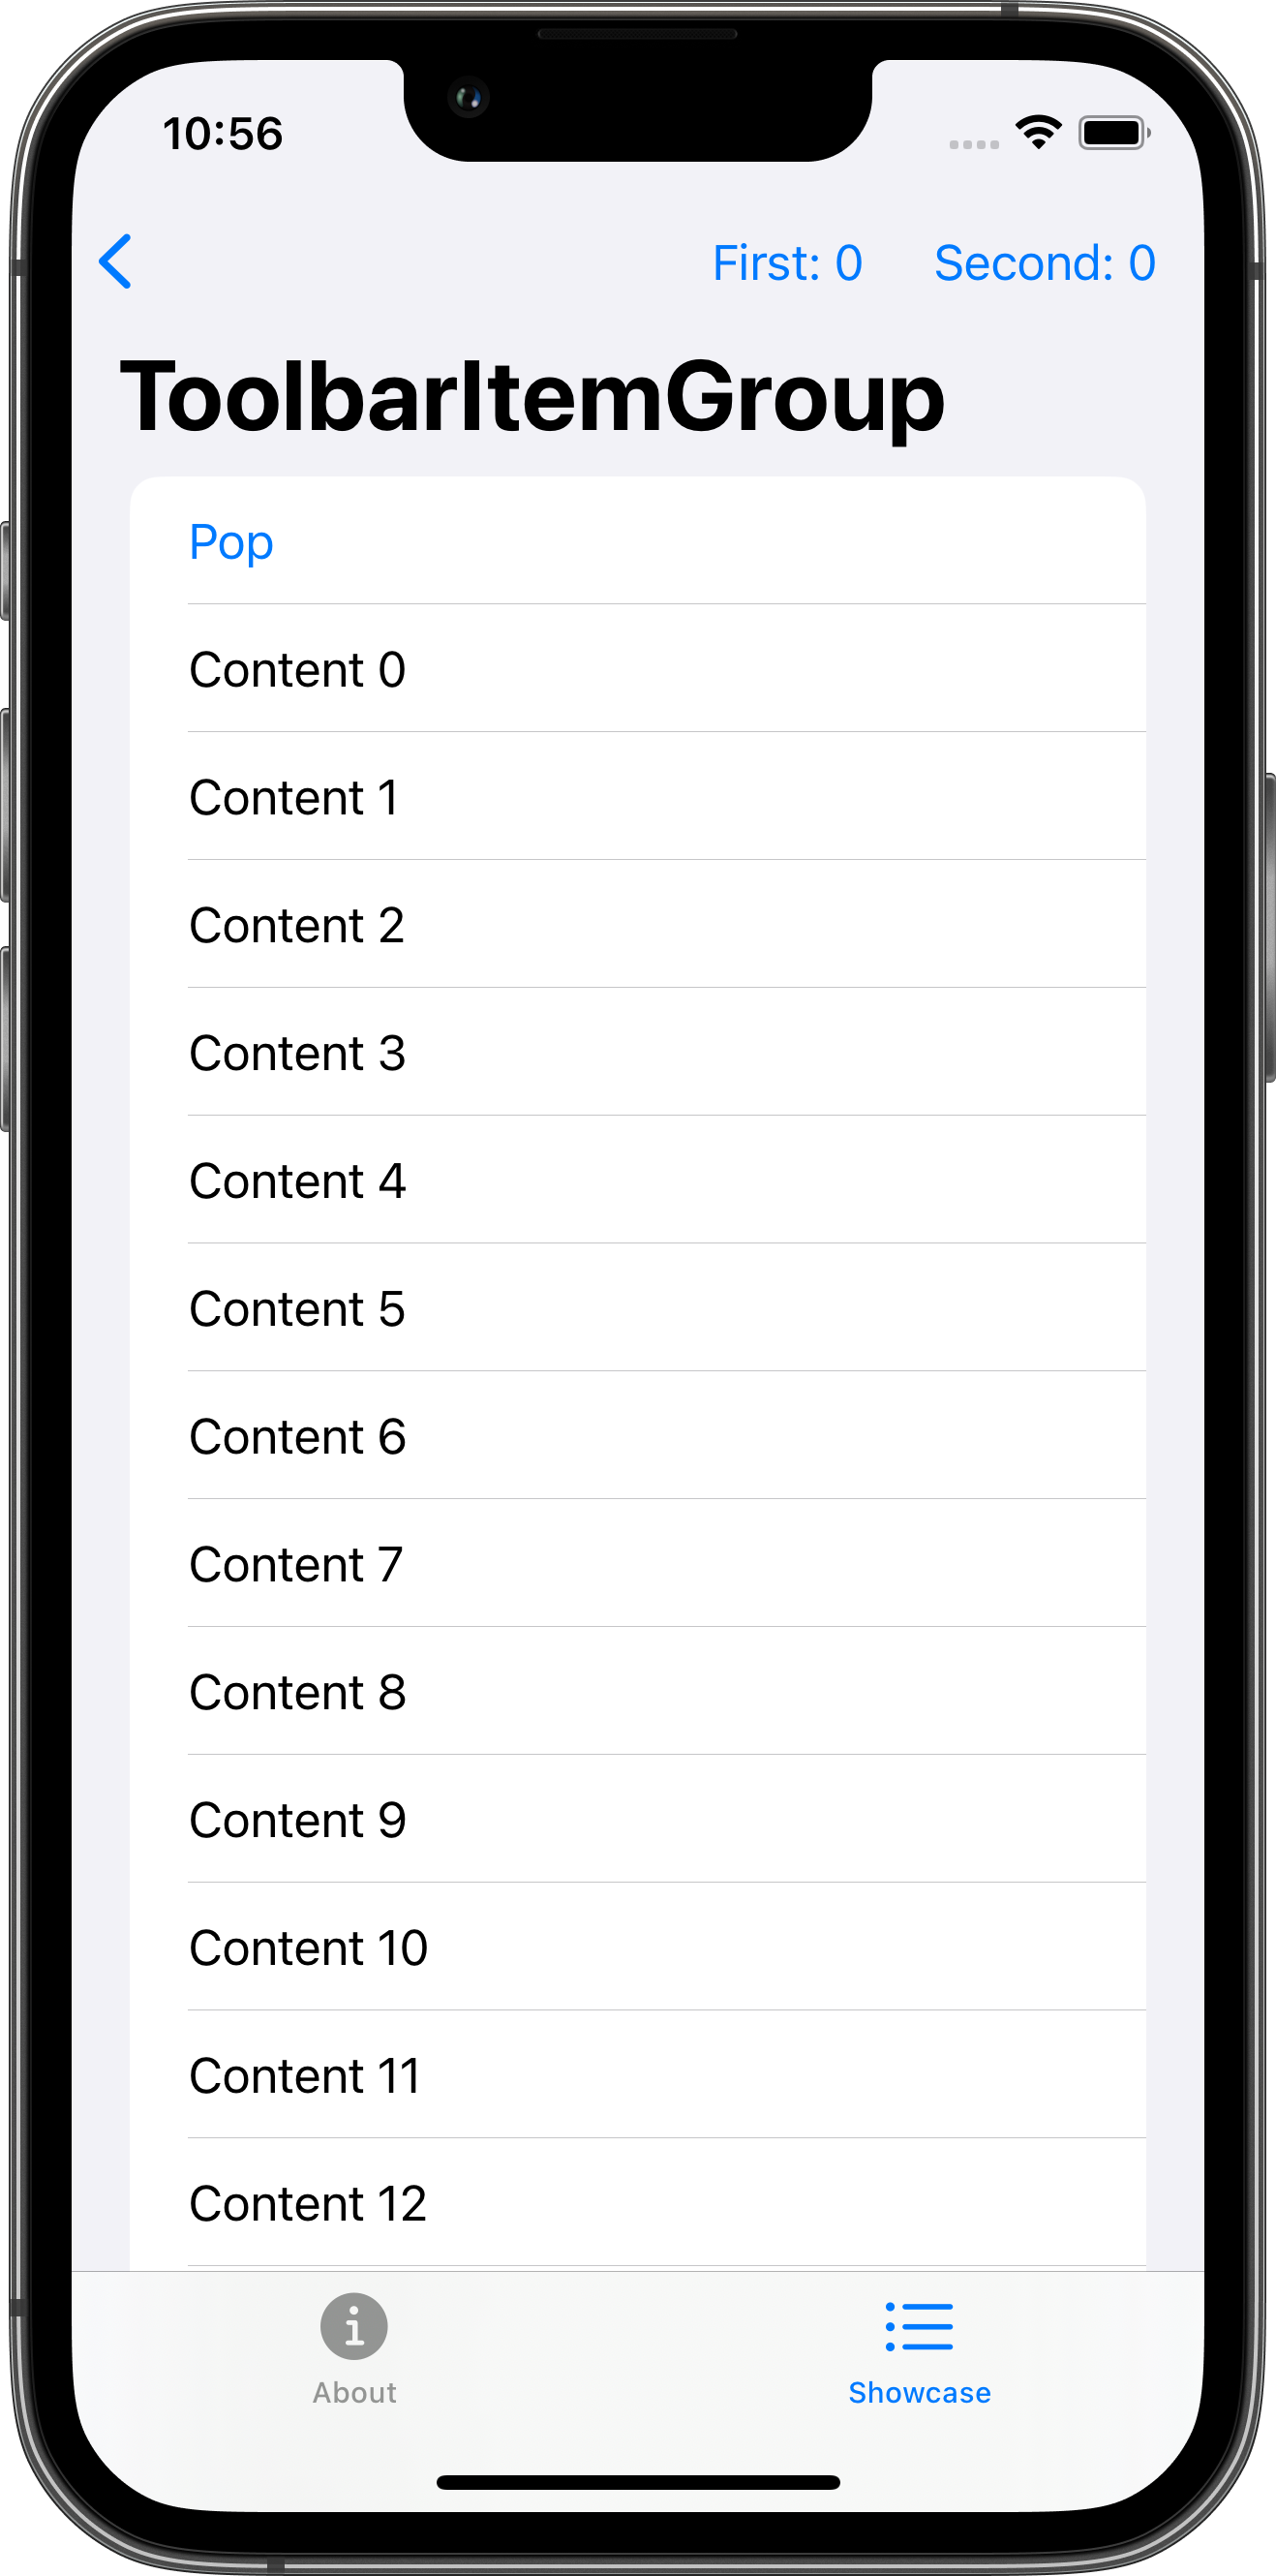 10:56
First: 0 Second: 0
ToolbarItemGroup
Pop
Content 0
Content 1
Content 2
Content 3
Content 4
Content 5
Content 6
Content 7
Content 8
Content 9
Content 10
Content 11
Content 12
About Showcase